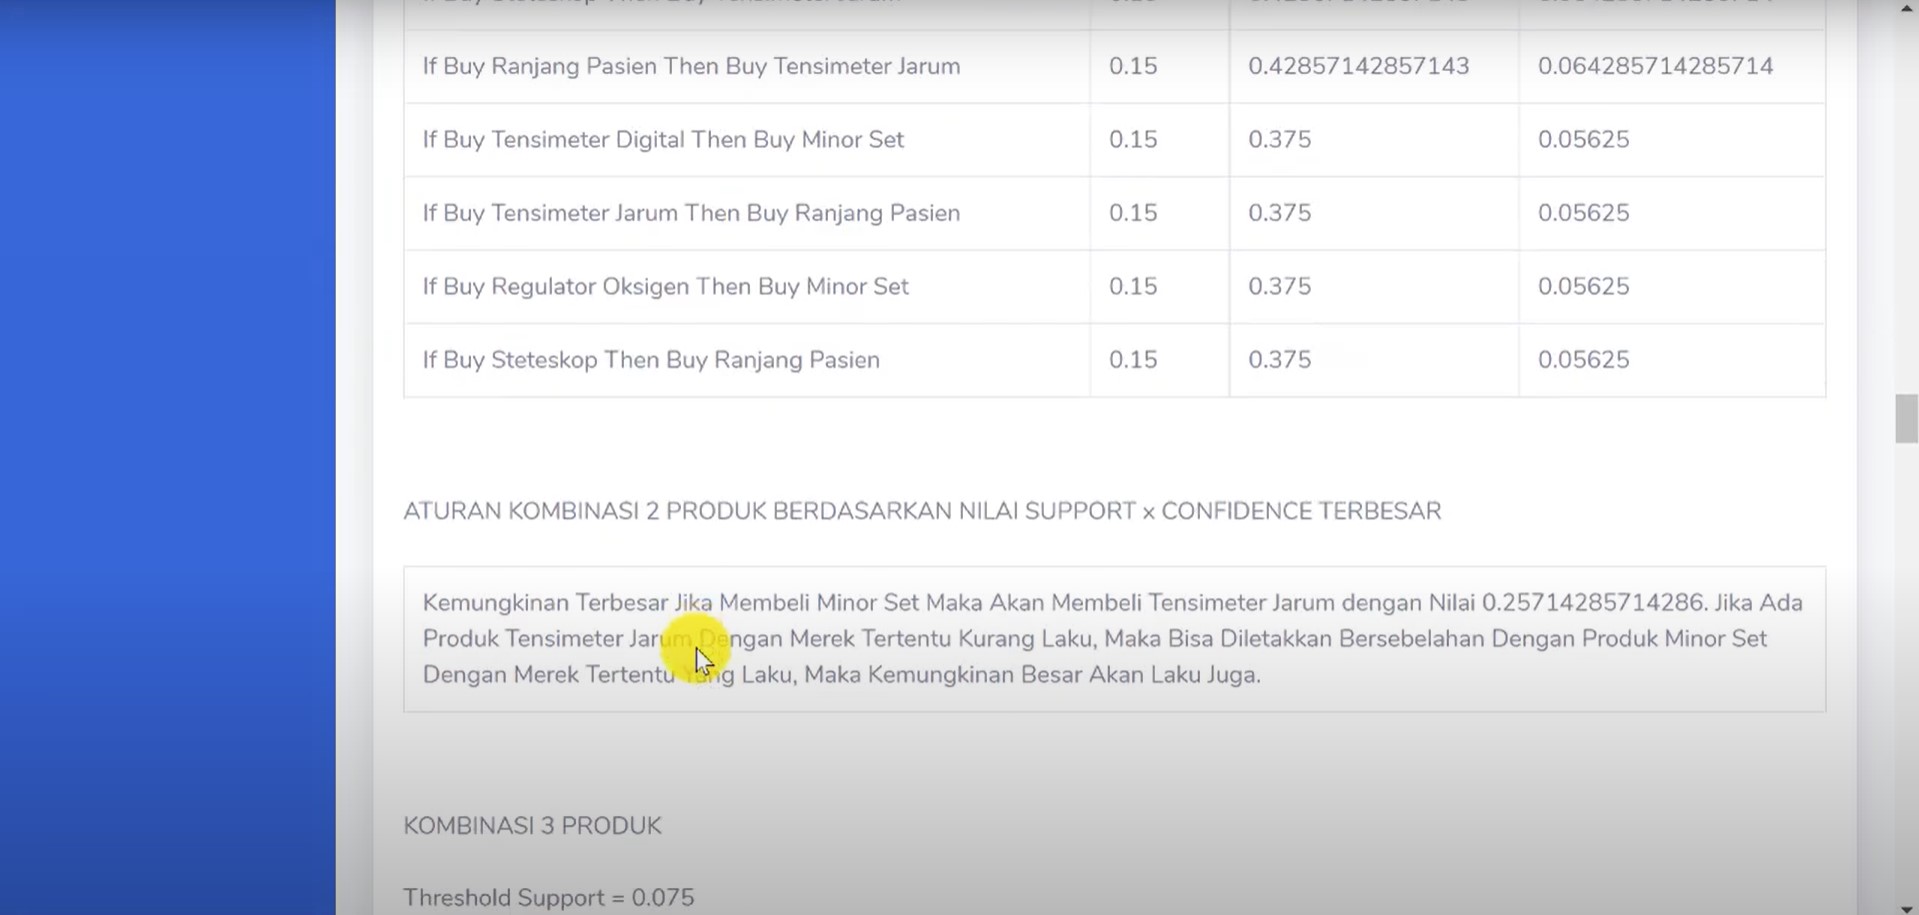 If Buy Ranjang Pasien Then Buy Tensimeter Jarum 0.15 0.42857142857143 0.064285714285714
If Buy Tensimeter Digital Then Buy Minor Set 0.15 0.375 0.05625
If Buy Tensimeter Jarum Then Buy Ranjang Pasien 0.15 0.375 0.05625
If Buy Regulator Oksigen Then Buy Minor Set 0.15 0.375 0.05625
If Buy Steteskop Then Buy Ranjang Pasien 0.15 0.375 0.05625
ATURAN KOMBINASI 2 PRODUK BERDASARKAN NILAI SUPPORT x CONFIDENCE TERBESAR
Kemungkinan Terbesar Jika Membeli Minor Set Maka Akan Membeli Tensimeter Jarum dengan Nilai 0.25714285714286. Jika Ada
Produk Tensimeter Jarum Dengan Merek Tertentu Kurang Laku, Maka Bisa Diletakkan Bersebelahan Dengan Produk Minor Set
Dengan Merek Tertentu Yang Laku, Maka Kemungkinan Besar Akan Laku Juga.
KOMBINASI 3 PRODUK
Threshold Support = 0.075